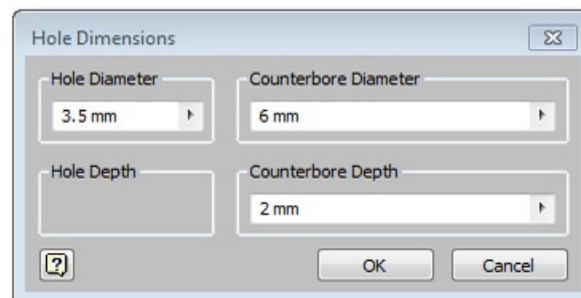 Hole Dimensions
Hole Diameter
3.5 mm
Counterbore Diameter
6 mm
Hole Depth
Counterbore Depth
2 mm
?
OK
Cancel